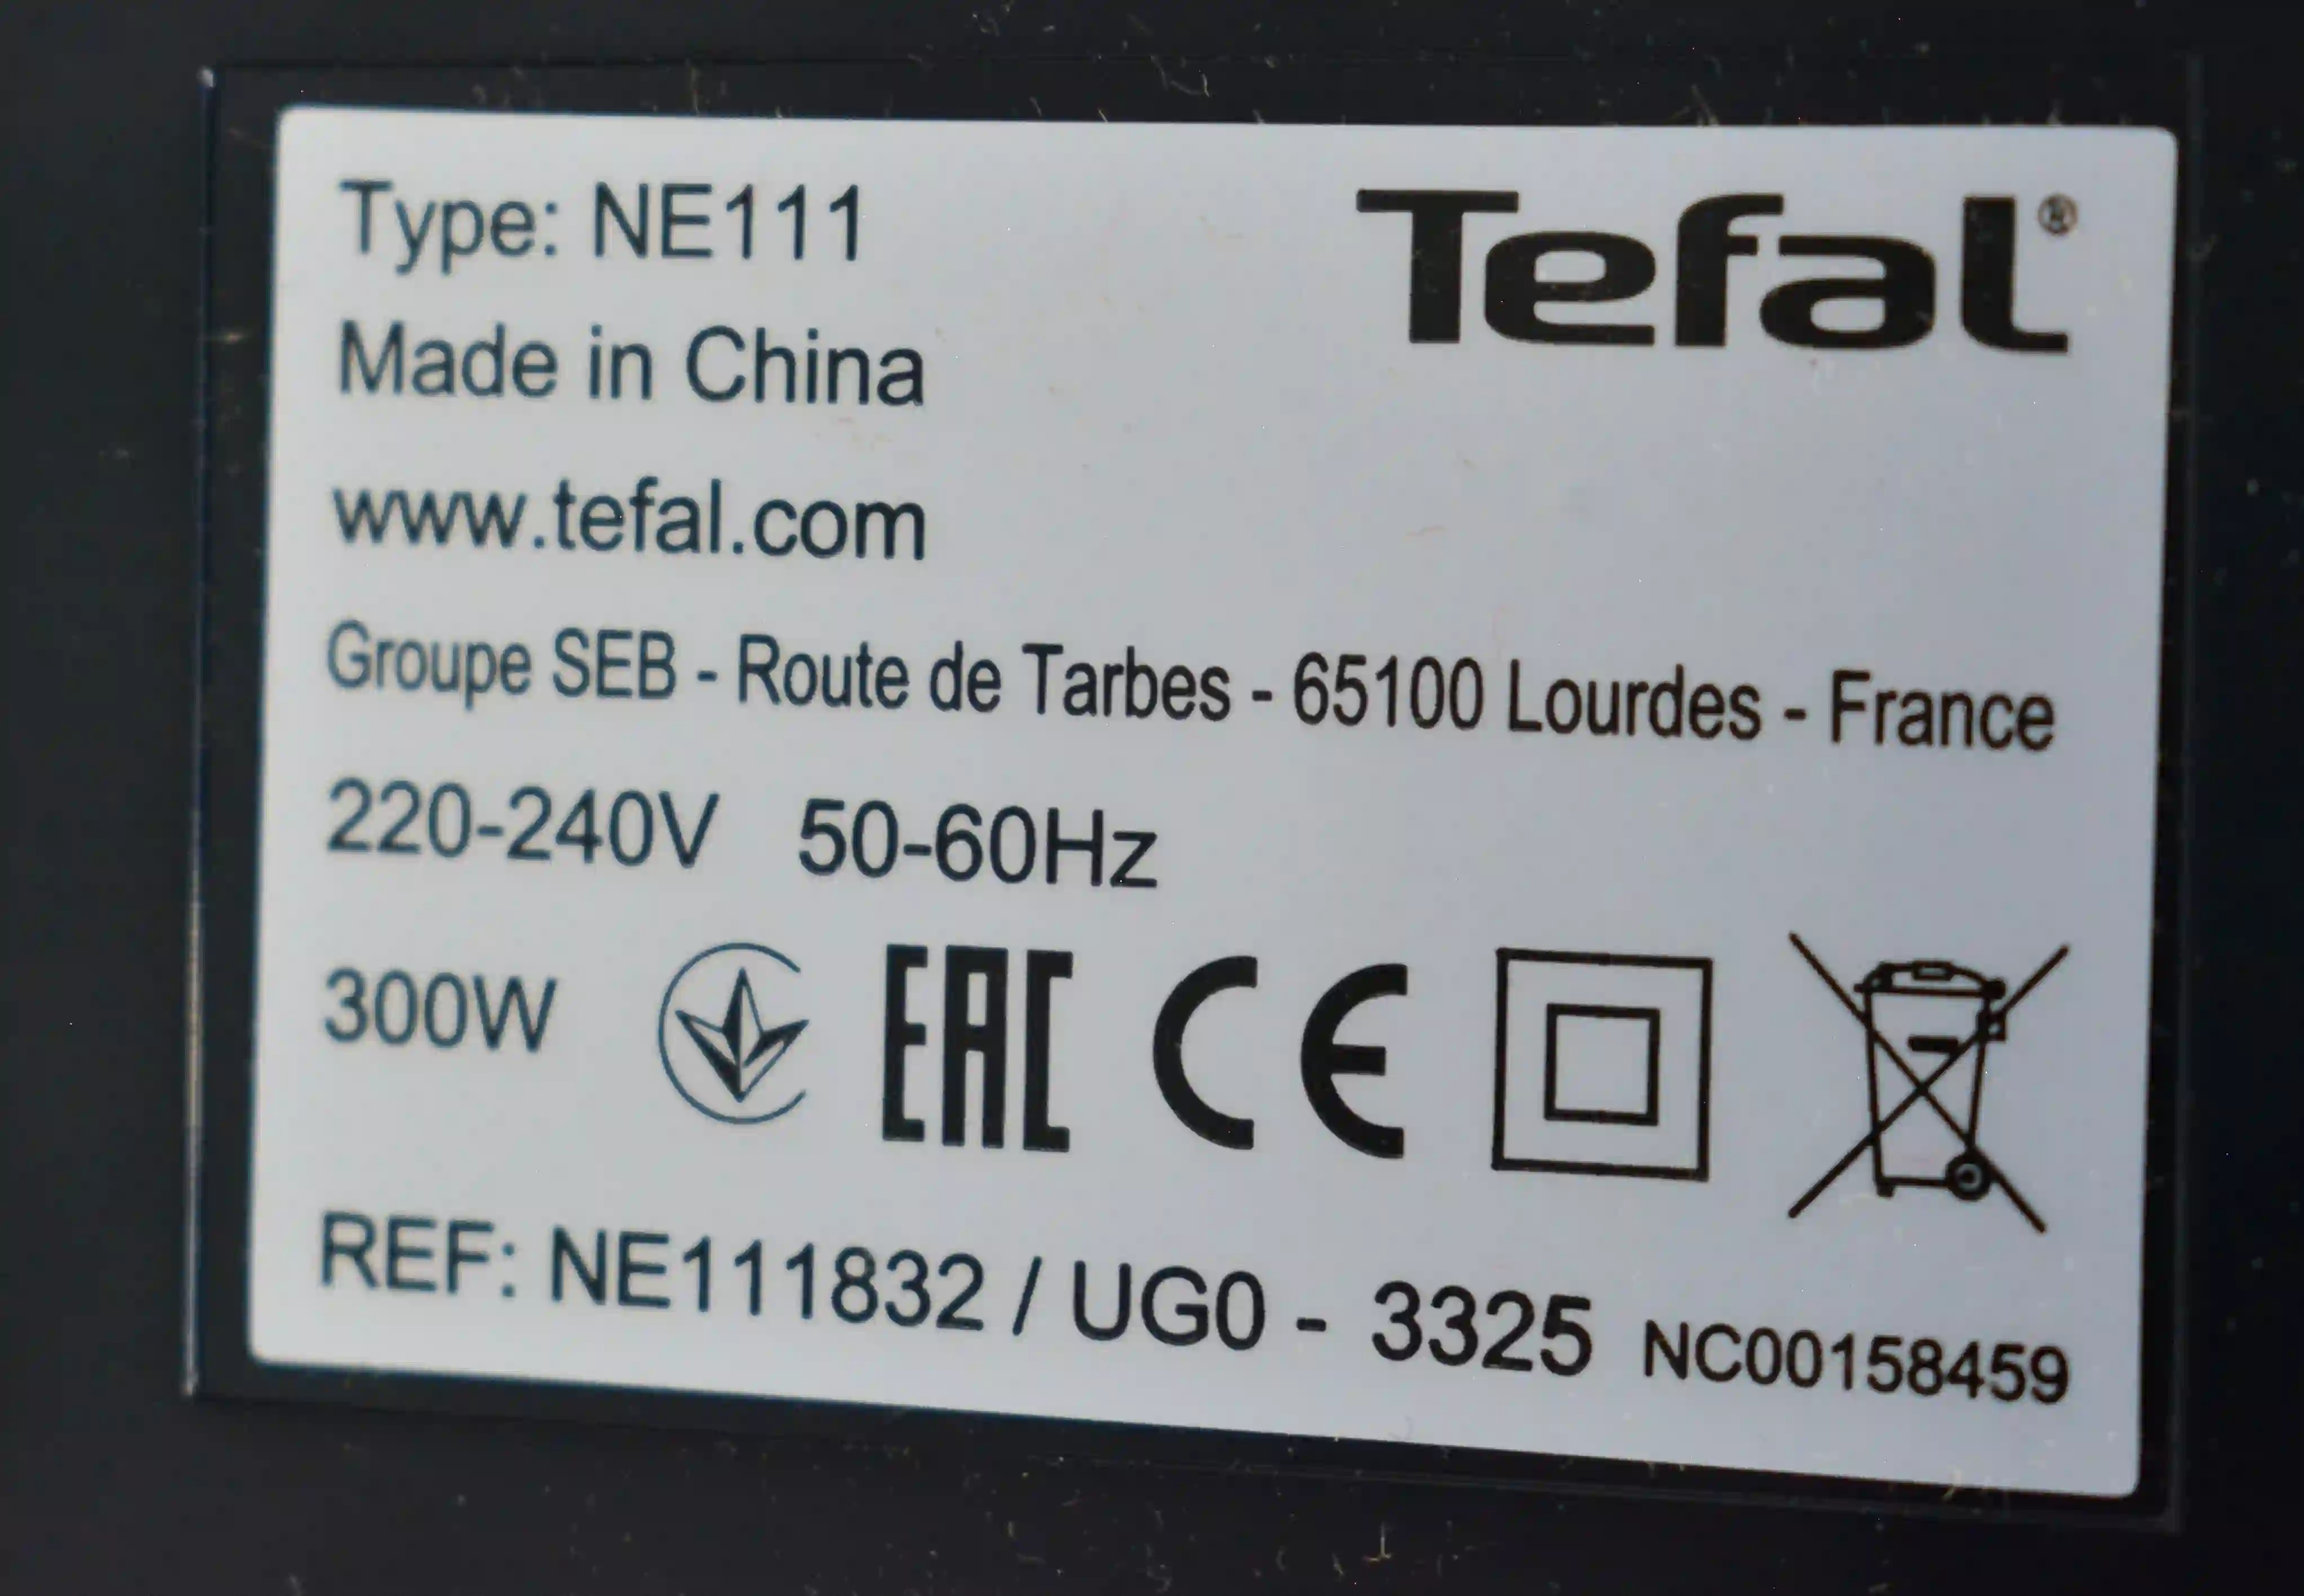 Type: NE111
Tefal®
Made in China
www.tefal.com
Groupe SEB - Route de Tarbes - 65100 Lourdes - France
220-240V 50-60Hz
300W EAC CE
REF: NE111832 / UG0 - 3325 NC00158459